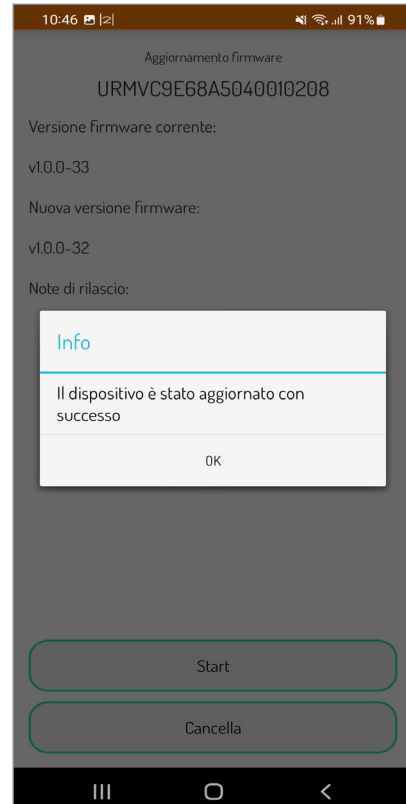 10:46 |2| 91%
Aggiornamento firmware
URMVC9E68A5040010208
Versione firmware corrente:
v1.0.0-33
Nuova versione firmware:
v1.0.0-32
Note di rilascio:
Info
Il dispositivo è stato aggiornato con
successo
OK
Start
Cancella